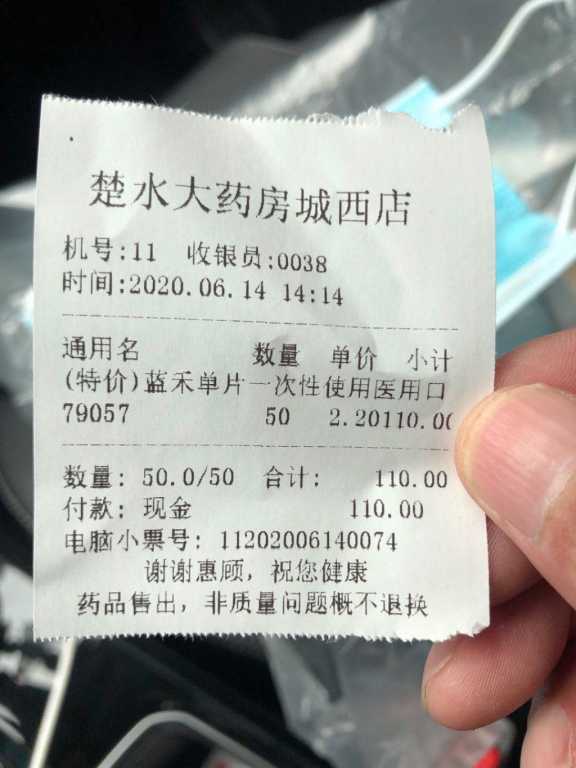 楚水大药房城西店
机号:11 收银员:0038
时间:2020.06.14 14:14
通用名 数量 单价 小计
(特价)蓝禾单片一次性使用医用口
79057 50 2.20110.00
数量: 50.0/50 合计: 110.00
付款: 现金 110.00
电脑小票号: 11202006140074
谢谢惠顾，祝您健康
药品售出，非质量问题概不退换